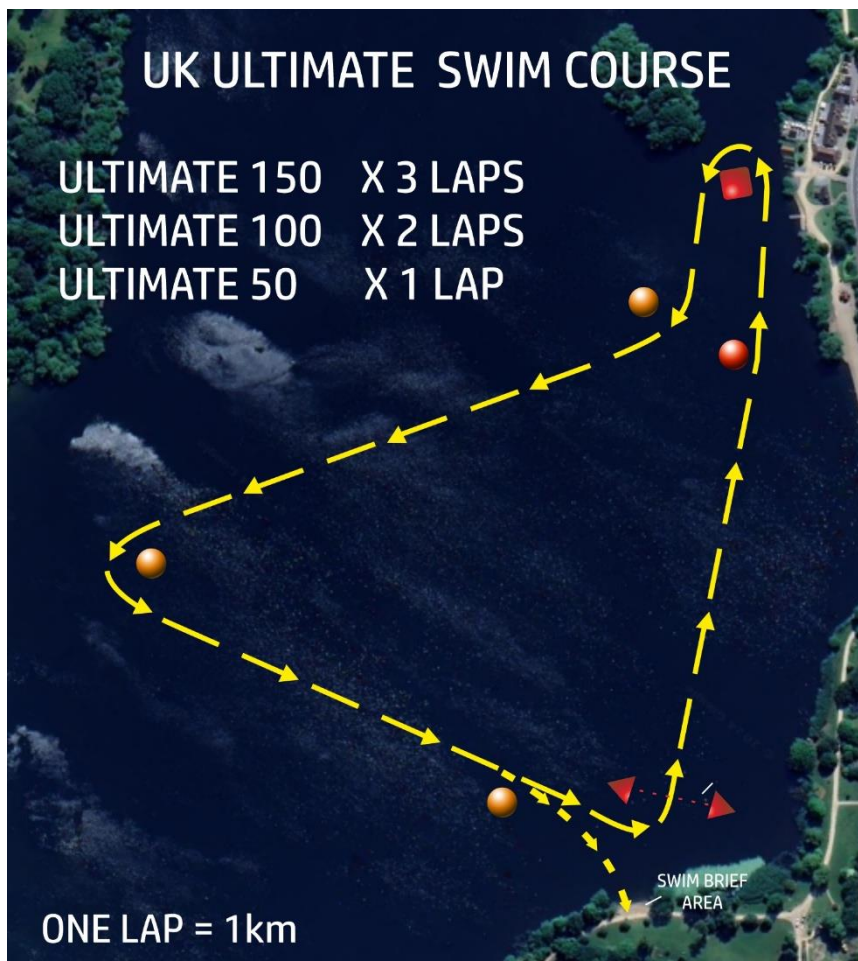 UK ULTIMATE SWIM COURSE
ULTIMATE 150 X 3 LAPS
ULTIMATE 100 X 2 LAPS
ULTIMATE 50 X 1 LAP
SWIM BRIEF
AREA
ONE LAP = 1km